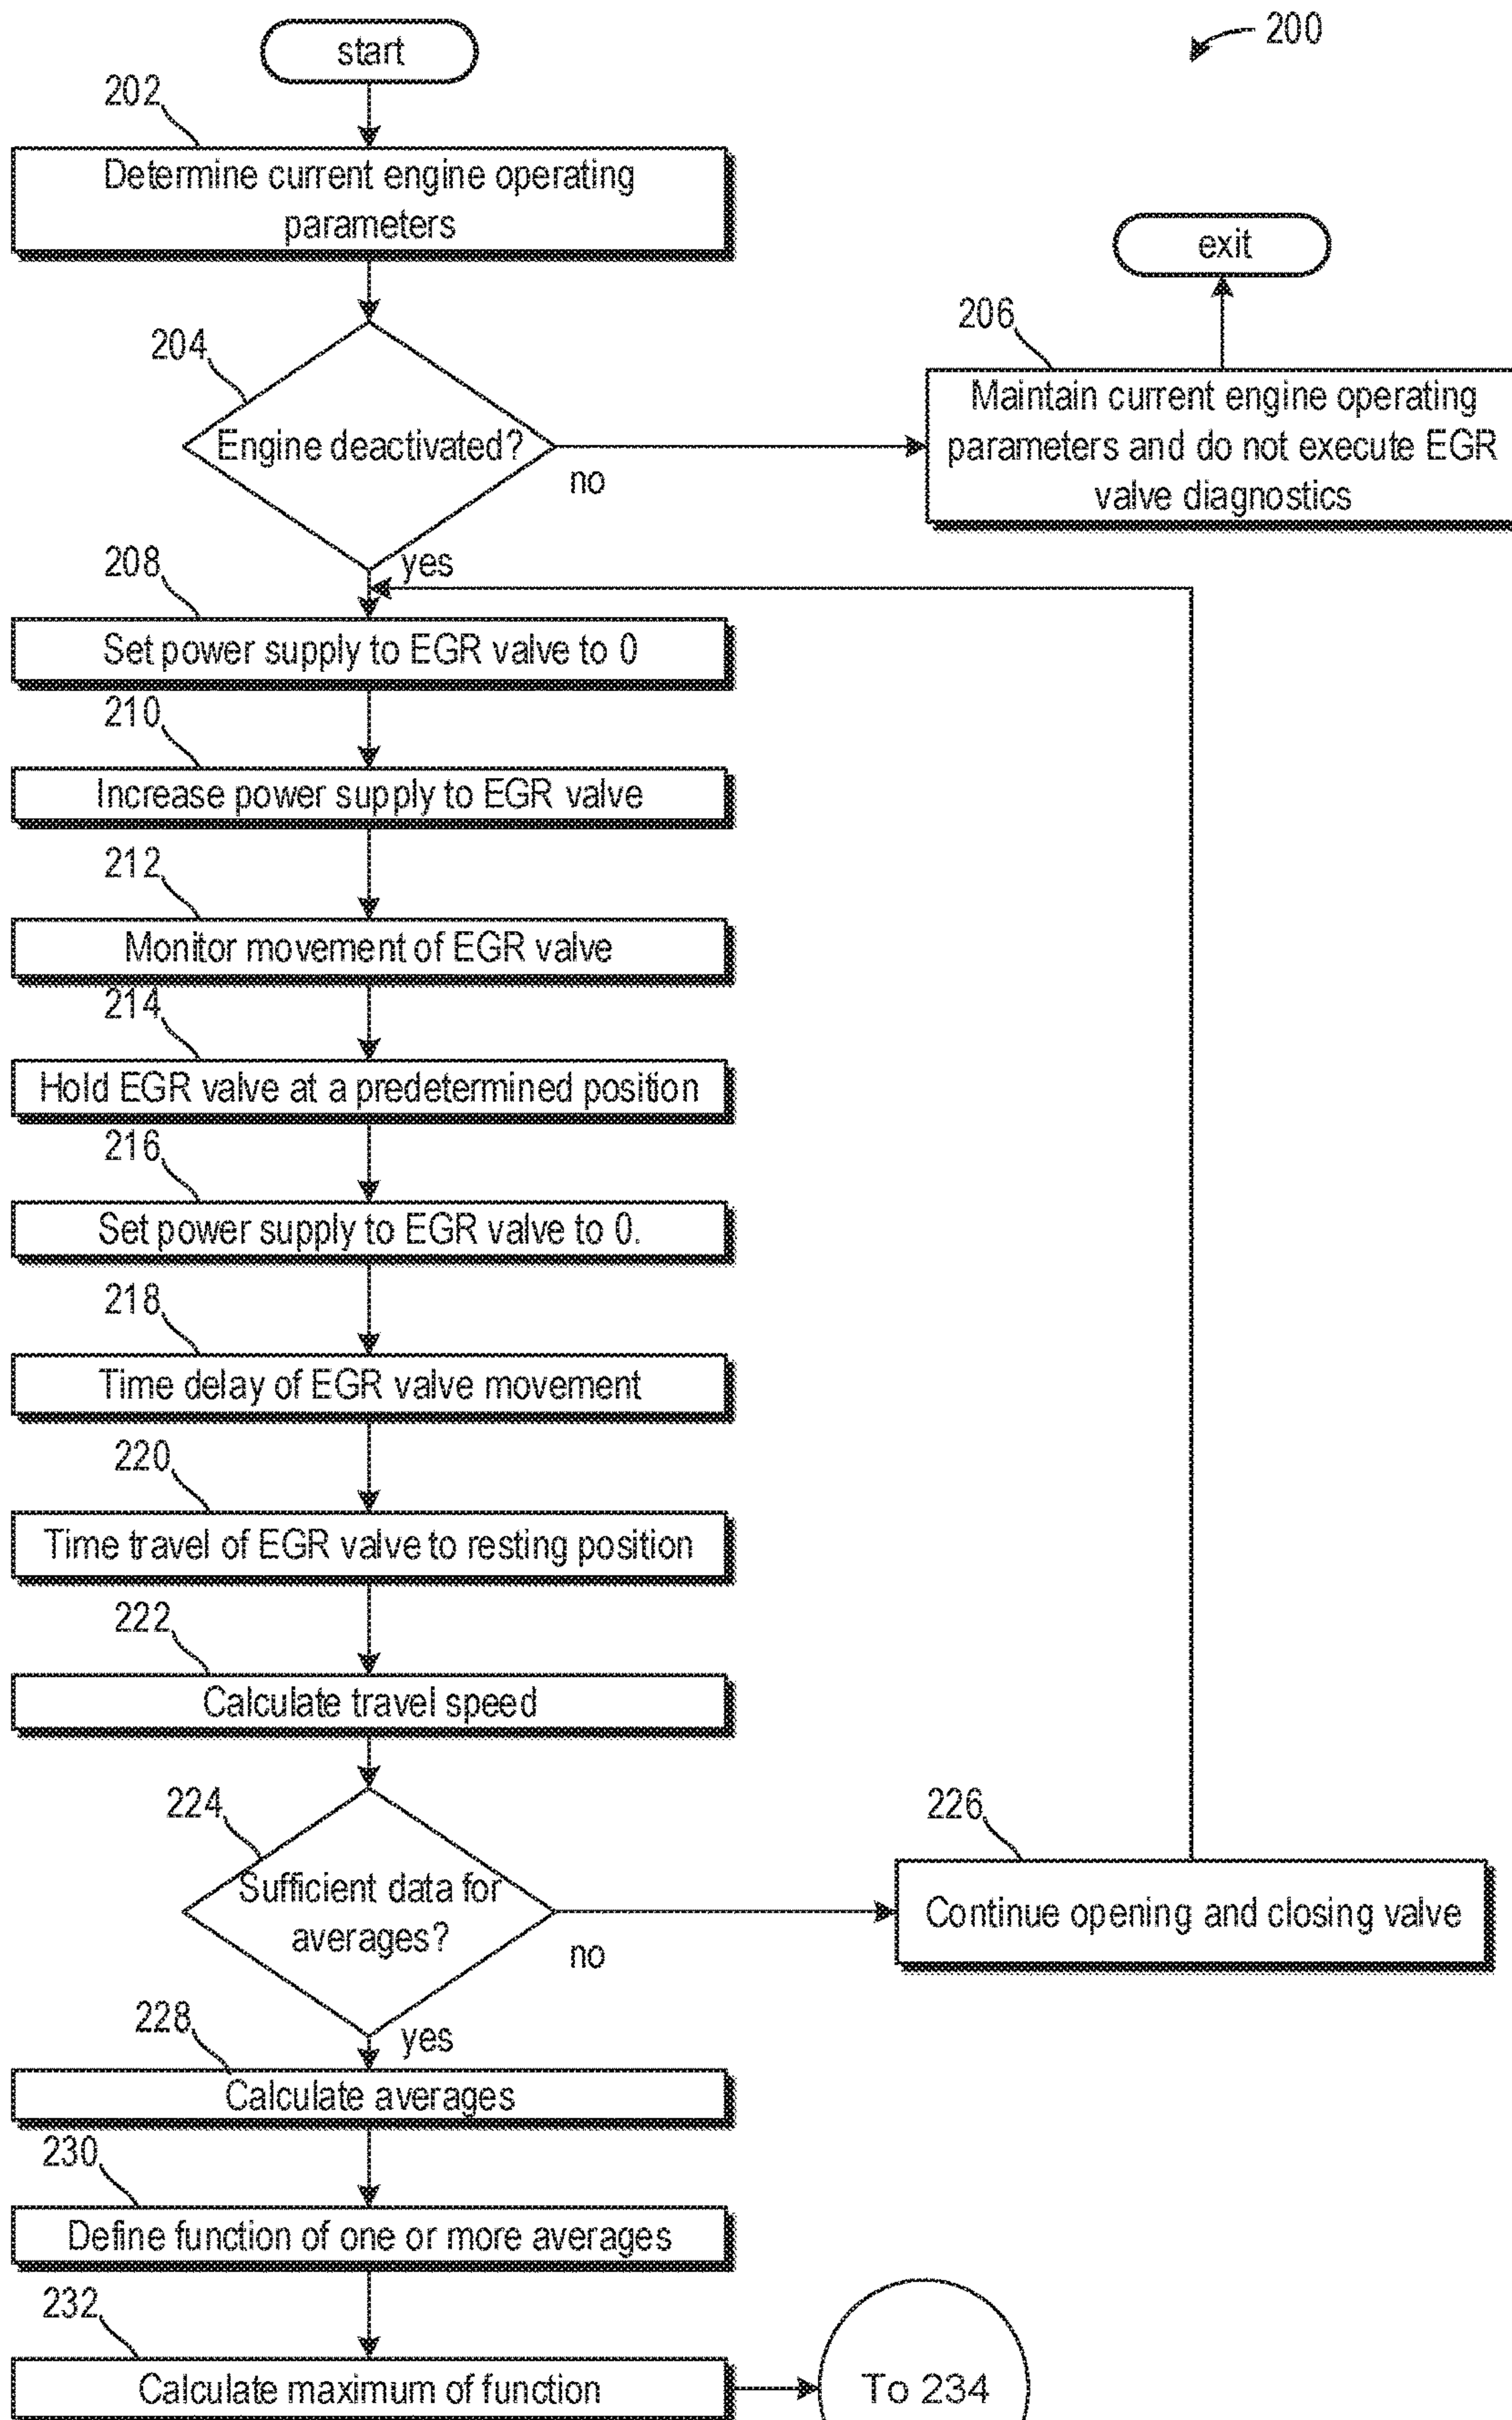 200
start
202
Determine current engine operating
parameters
exit
204
Engine deactivated?
no
yes
206
Maintain current engine operating
parameters and do not execute EGR
valve diagnostics
208
Set power supply to EGR valve to 0
210
Increase power supply to EGR valve
212
Monitor movement of EGR valve
214
Hold EGR valve at a predetermined position
216
Set power supply to EGR valve to 0.
218
Time delay of EGR valve movement
220
Time travel of EGR valve to resting position
222
Calculate travel speed
224
Sufficient data for
averages?
no
yes
226
Continue opening and closing valve
228
Calculate averages
230
Define function of one or more averages
232
Calculate maximum of function
To 234